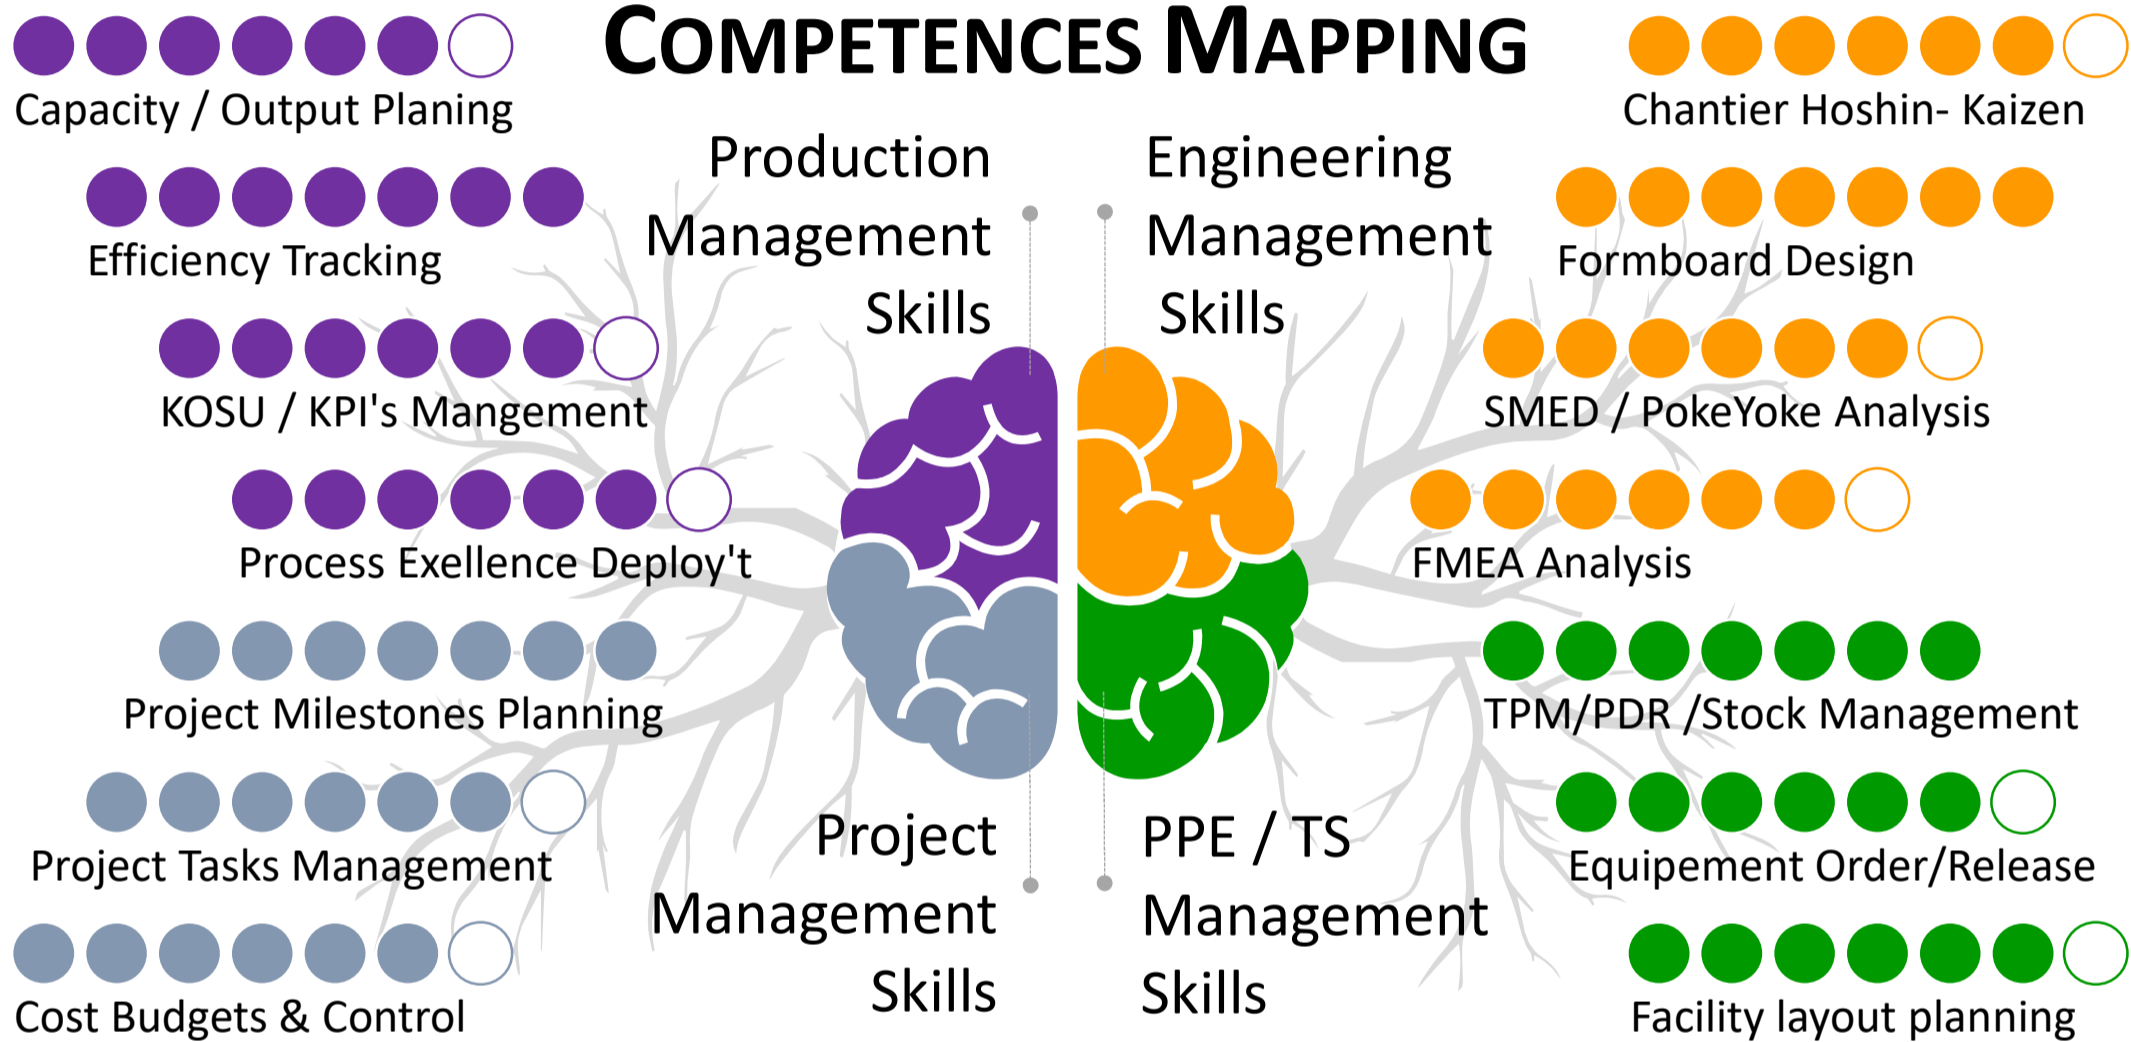 COMPETENCES MAPPING
Capacity / Output Planing
Efficiency Tracking
KOSU / KPI's Mangement
Process Exellence Deploy't
Project Milestones Planning
Project Tasks Management
Cost Budgets & Control
Production
Management
Skills
Engineering
Management
Skills
Project
Management
Skills
PPE / TS
Management
Skills
Chantier Hoshin- Kaizen
Formboard Design
SMED / PokeYoke Analysis
FMEA Analysis
TPM/PDR /Stock Management
Equipement Order/Release
Facility layout planning